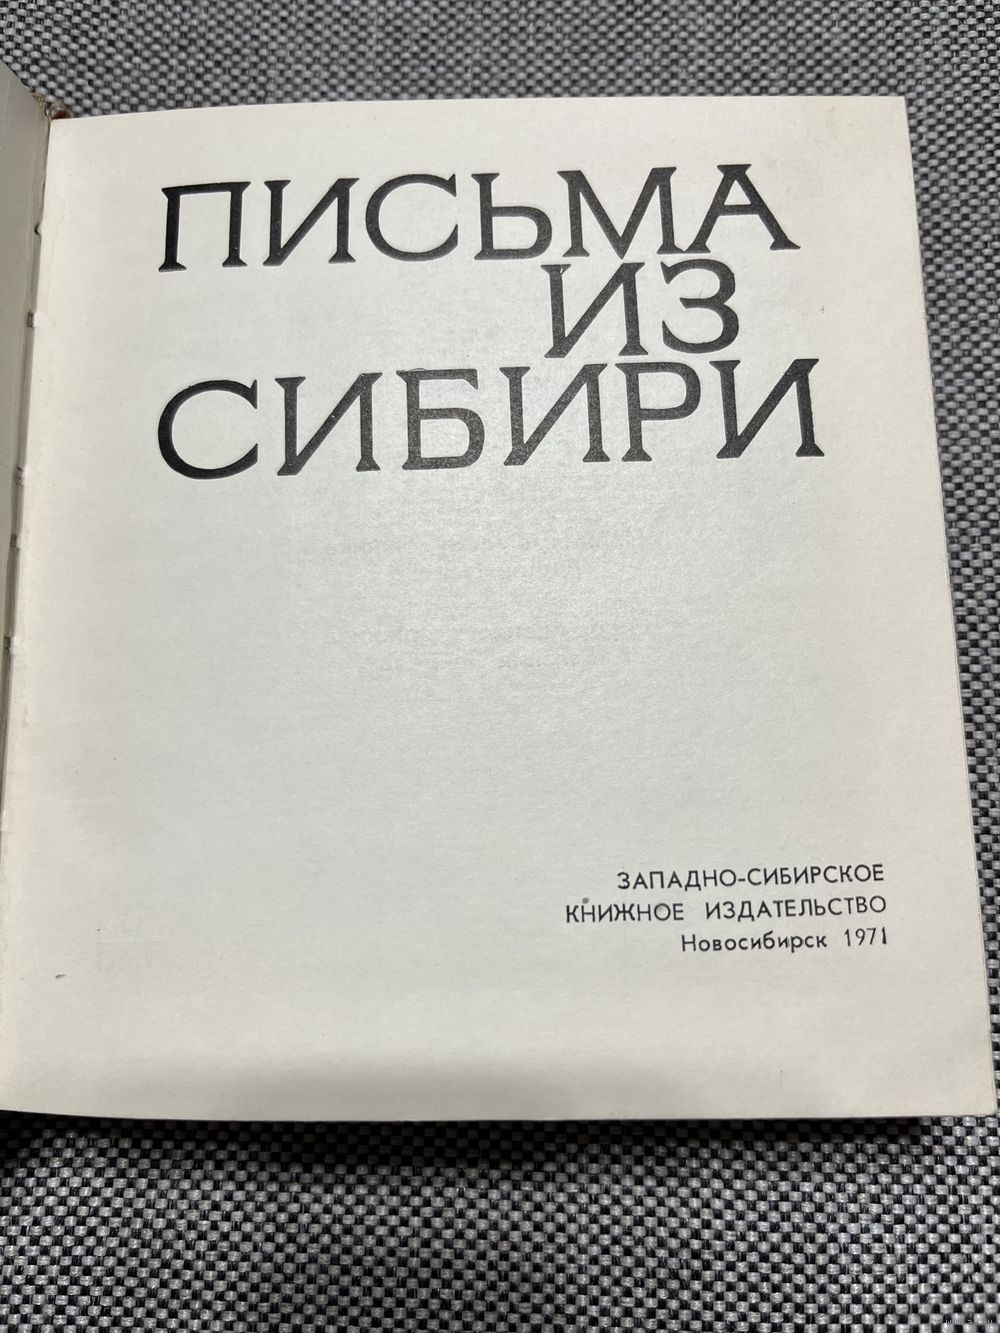 ПИСЬМА
ИЗ
СИБИРИ
ЗАПАДНО-СИБИРСКОЕ
КНИЖНОЕ ИЗДАТЕЛЬСТВО
Новосибирск 1971